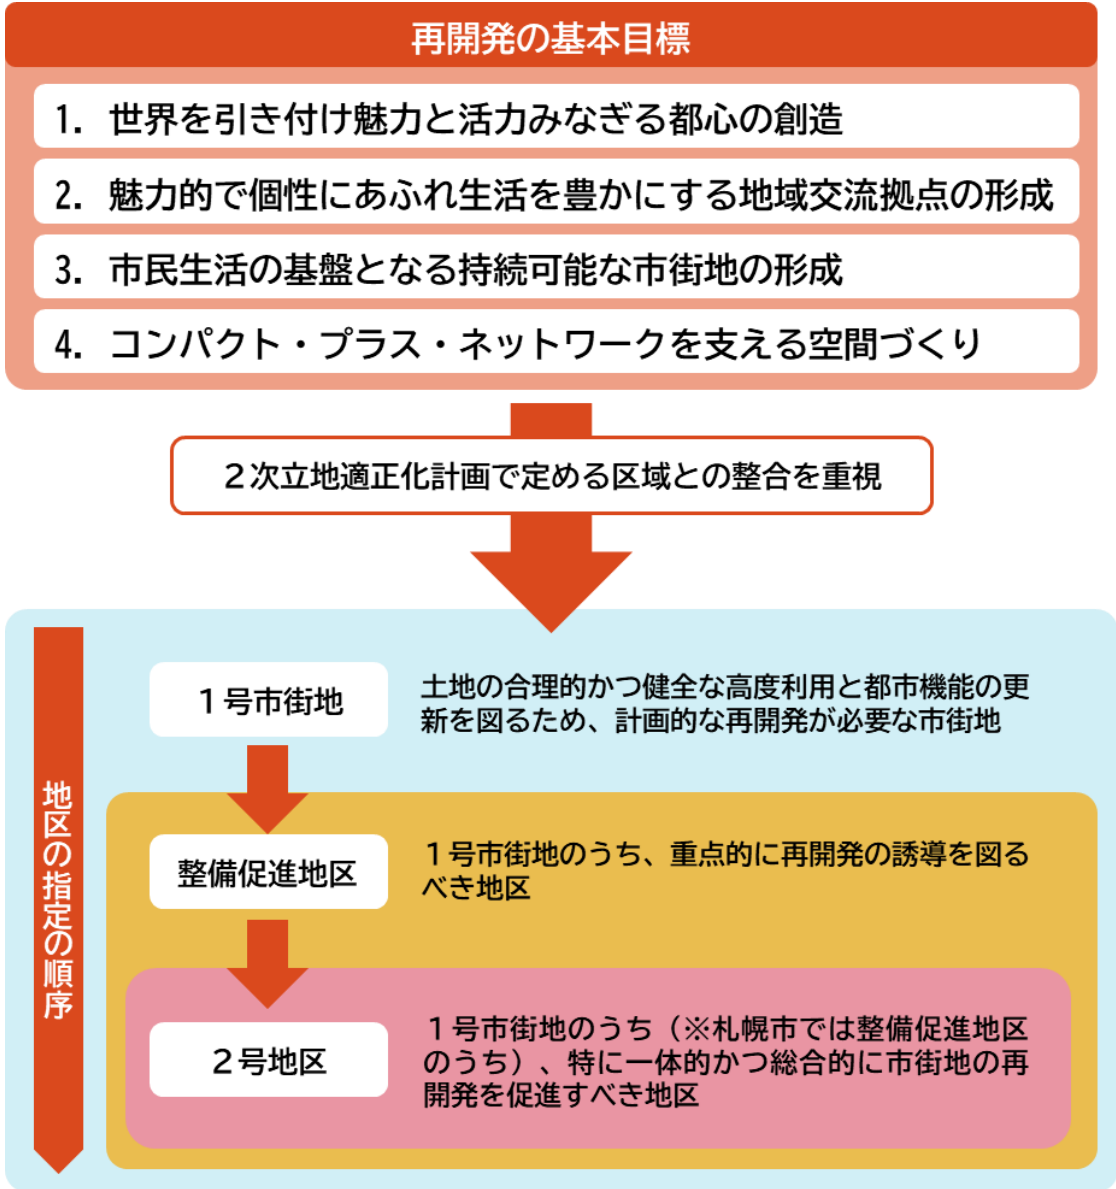 再開発の基本目標
1. 世界を引き付け魅力と活力みなぎる都心の創造
2. 魅力的で個性にあふれ生活を豊かにする地域交流拠点の形成
3. 市民生活の基盤となる持続可能な市街地の形成
4. コンパクト・プラス・ネットワークを支える空間づくり
２次立地適正化計画で定める区域との整合を重視
地区の指定の順序
１号市街地
土地の合理的かつ健全な高度利用と都市機能の更
新を図るため、計画的な再開発が必要な市街地
整備促進地区
１号市街地のうち、重点的に再開発の誘導を図る
べき地区
２号地区
１号市街地のうち（※札幌市では整備促進地区
のうち）、特に一体的かつ総合的に市街地の再
開発を促進すべき地区